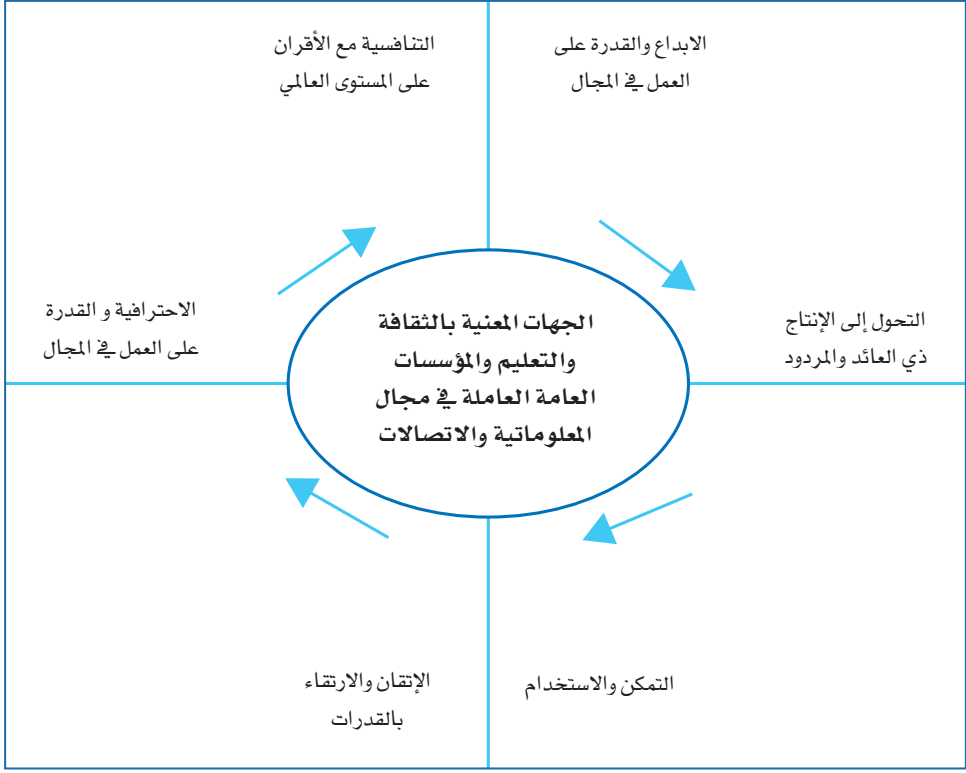 الابداع والقدرة على
العمل في المجال
التنافسية مع الأقران
على المستوى العالمي
التحول إلى الإنتاج
ذي العائد والمردود
الجهات المعنية بالثقافة
والتعليم والمؤسسات
العامة العاملة في مجال
المعلوماتية والاتصالات
الاحترافية و القدرة
على العمل في المجال
التمكن والاستخدام
الإتقان والارتقاء
بالقدرات